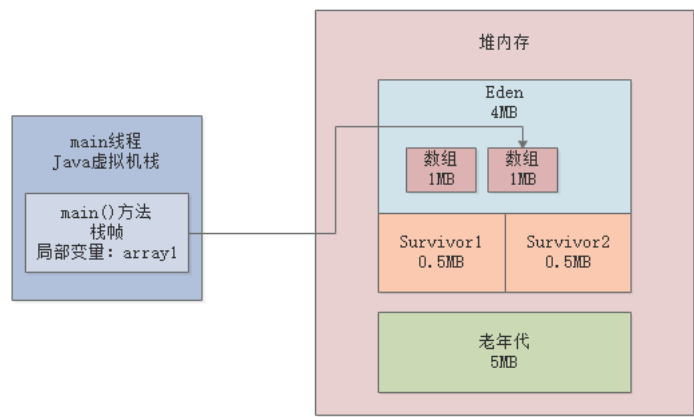 main线程
Java虚拟机栈
main()方法
栈帧
局部变量: array1
堆内存
Eden
4MB
数组
1MB
数组
1MB
Survivor1
0.5MB
Survivor2
0.5MB
老年代
5MB